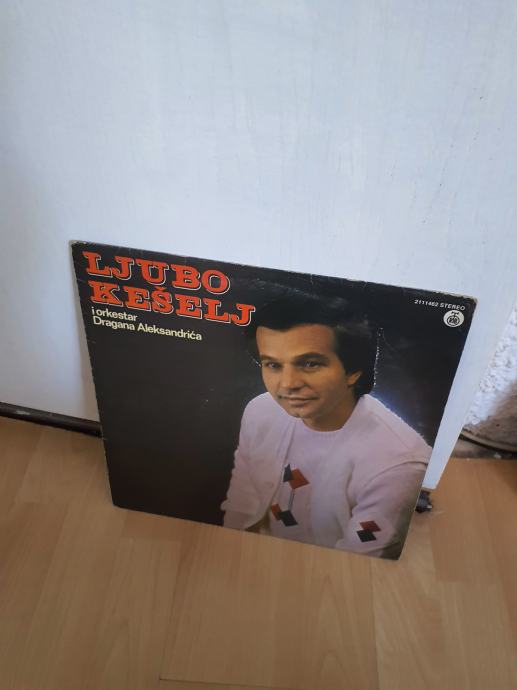 LJUBO
KEŠELJ
i orkestar
Dragana Aleksandrića
2111462 STEREO